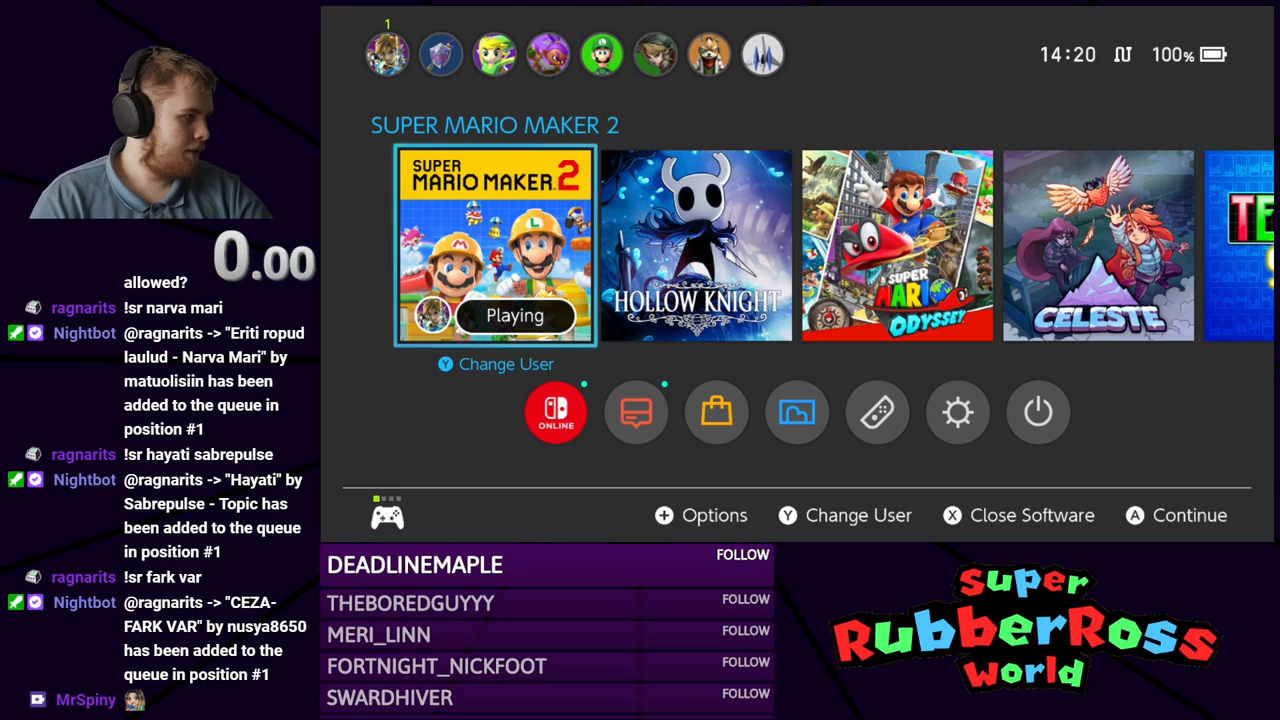 1
14:20
100%
SUPER MARIO MAKER 2
SUPER
MARIO MAKER 2
Playing
HOLLOW KNIGHT
SUPER
MARIO
ODYSSEY
CELESTE
TE
Y Change User
ONLINE
+ Options
Y Change User
X Close Software
A Continue
0.00
allowed?
ragnarits !sr narva mari
Nightbot @ragnarits -> "Eriti ropud
laulud - Narva Mari" by
matuolisiin has been
added to the queue in
position #1
ragnarits !sr hayati sabrepulse
Nightbot @ragnarits -> "Hayati" by
Sabrepulse - Topic has
been added to the queue
in position #1
ragnarits !sr fark var
Nightbot @ragnarits -> "CEZA-
FARK VAR" by nusya8650
has been added to the
queue in position #1
MrSpiny
DEADLINEMAPLE FOLLOW
THEBOREDGUYYY FOLLOW
MERI_LINN FOLLOW
FORTNIGHT_NICKFOOT FOLLOW
SWARDHIVER FOLLOW
super
RubberRoss
world